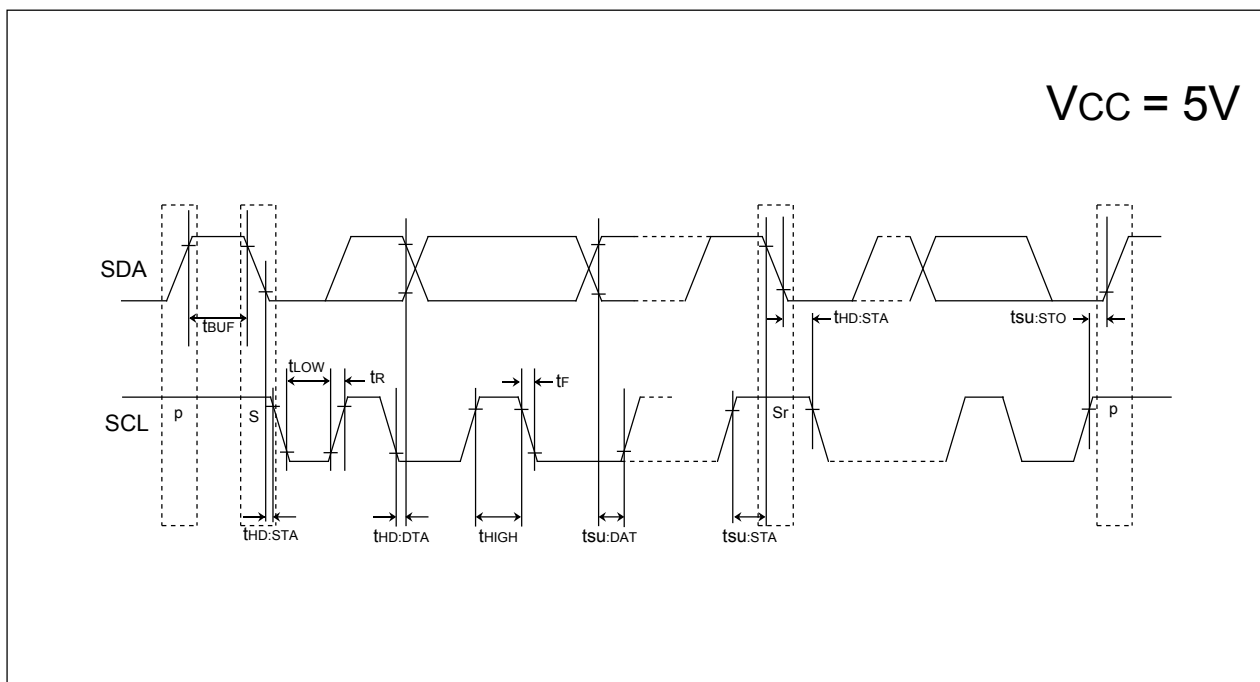 VCC = 5V
SDA
tBUF
tHD:STA
tsu:STO
tLOW
tR
tF
SCL
p
S
Sr
p
tHD:STA
tHD:DTA
tHIGH
tsu:DAT
tsu:STA